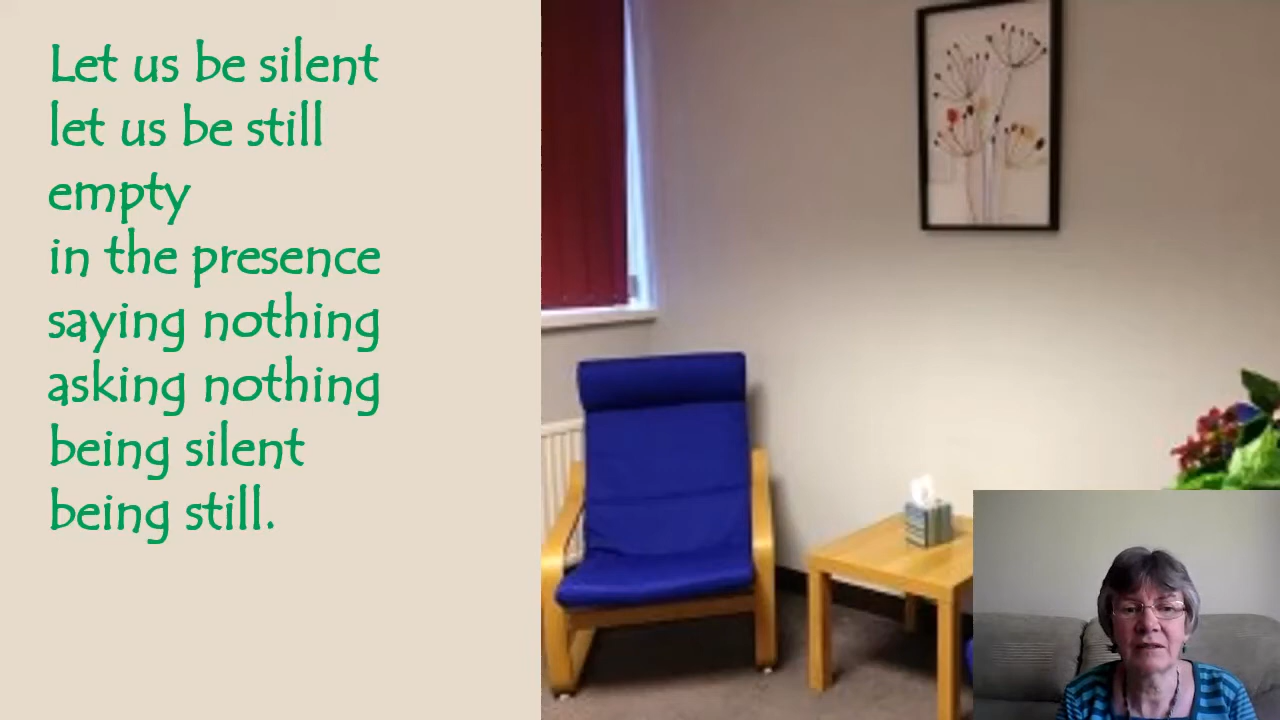 Let us be silent
let us be still
empty
in the presence
saying nothing
asking nothing
being silent
being still.